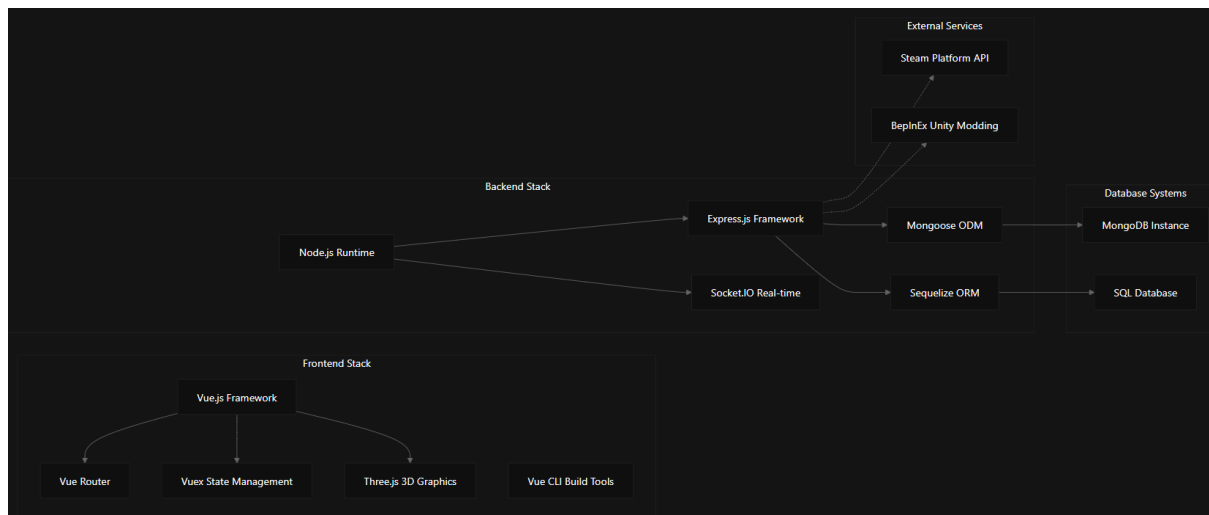 External Services
Steam Platform API
BepInEx Unity Modding
Backend Stack
Database Systems
Express.js Framework
Mongoose ODM
MongoDB Instance
Node.js Runtime
Socket.IO Real-time
Sequelize ORM
SQL Database
Frontend Stack
Vue.js Framework
Vue Router
Vuex State Management
Three.js 3D Graphics
Vue CLI Build Tools